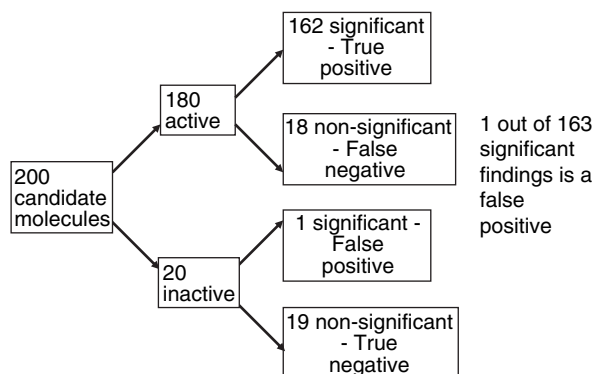 200
candidate
molecules
180
active
20
inactive
162 significant
- True
positive
18 non-significant
- False
negative
1 significant -
False
positive
19 non-significant
- True
negative
1 out of 163
significant
findings is a
false
positive